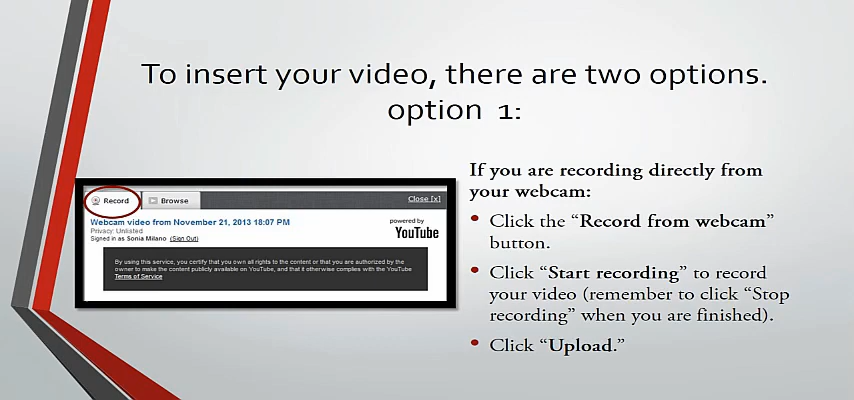 To insert your video, there are two options.
option 1:
Record
Browse
Close [x]
Webcam video from November 21, 2013 18:07 PM
Privacy: Unlisted
Signed in as Sonia Milano (Sign Out)
powered by
YouTube
By using this service, you certify that you own all rights to the content or that you are authorized by the
owner to make the content publicly available on YouTube, and that it otherwise complies with the YouTube
Terms of Service
If you are recording directly from
your webcam:
• Click the “Record from webcam”
button.
• Click “Start recording” to record
your video (remember to click “Stop
recording” when you are finished).
• Click “Upload.”